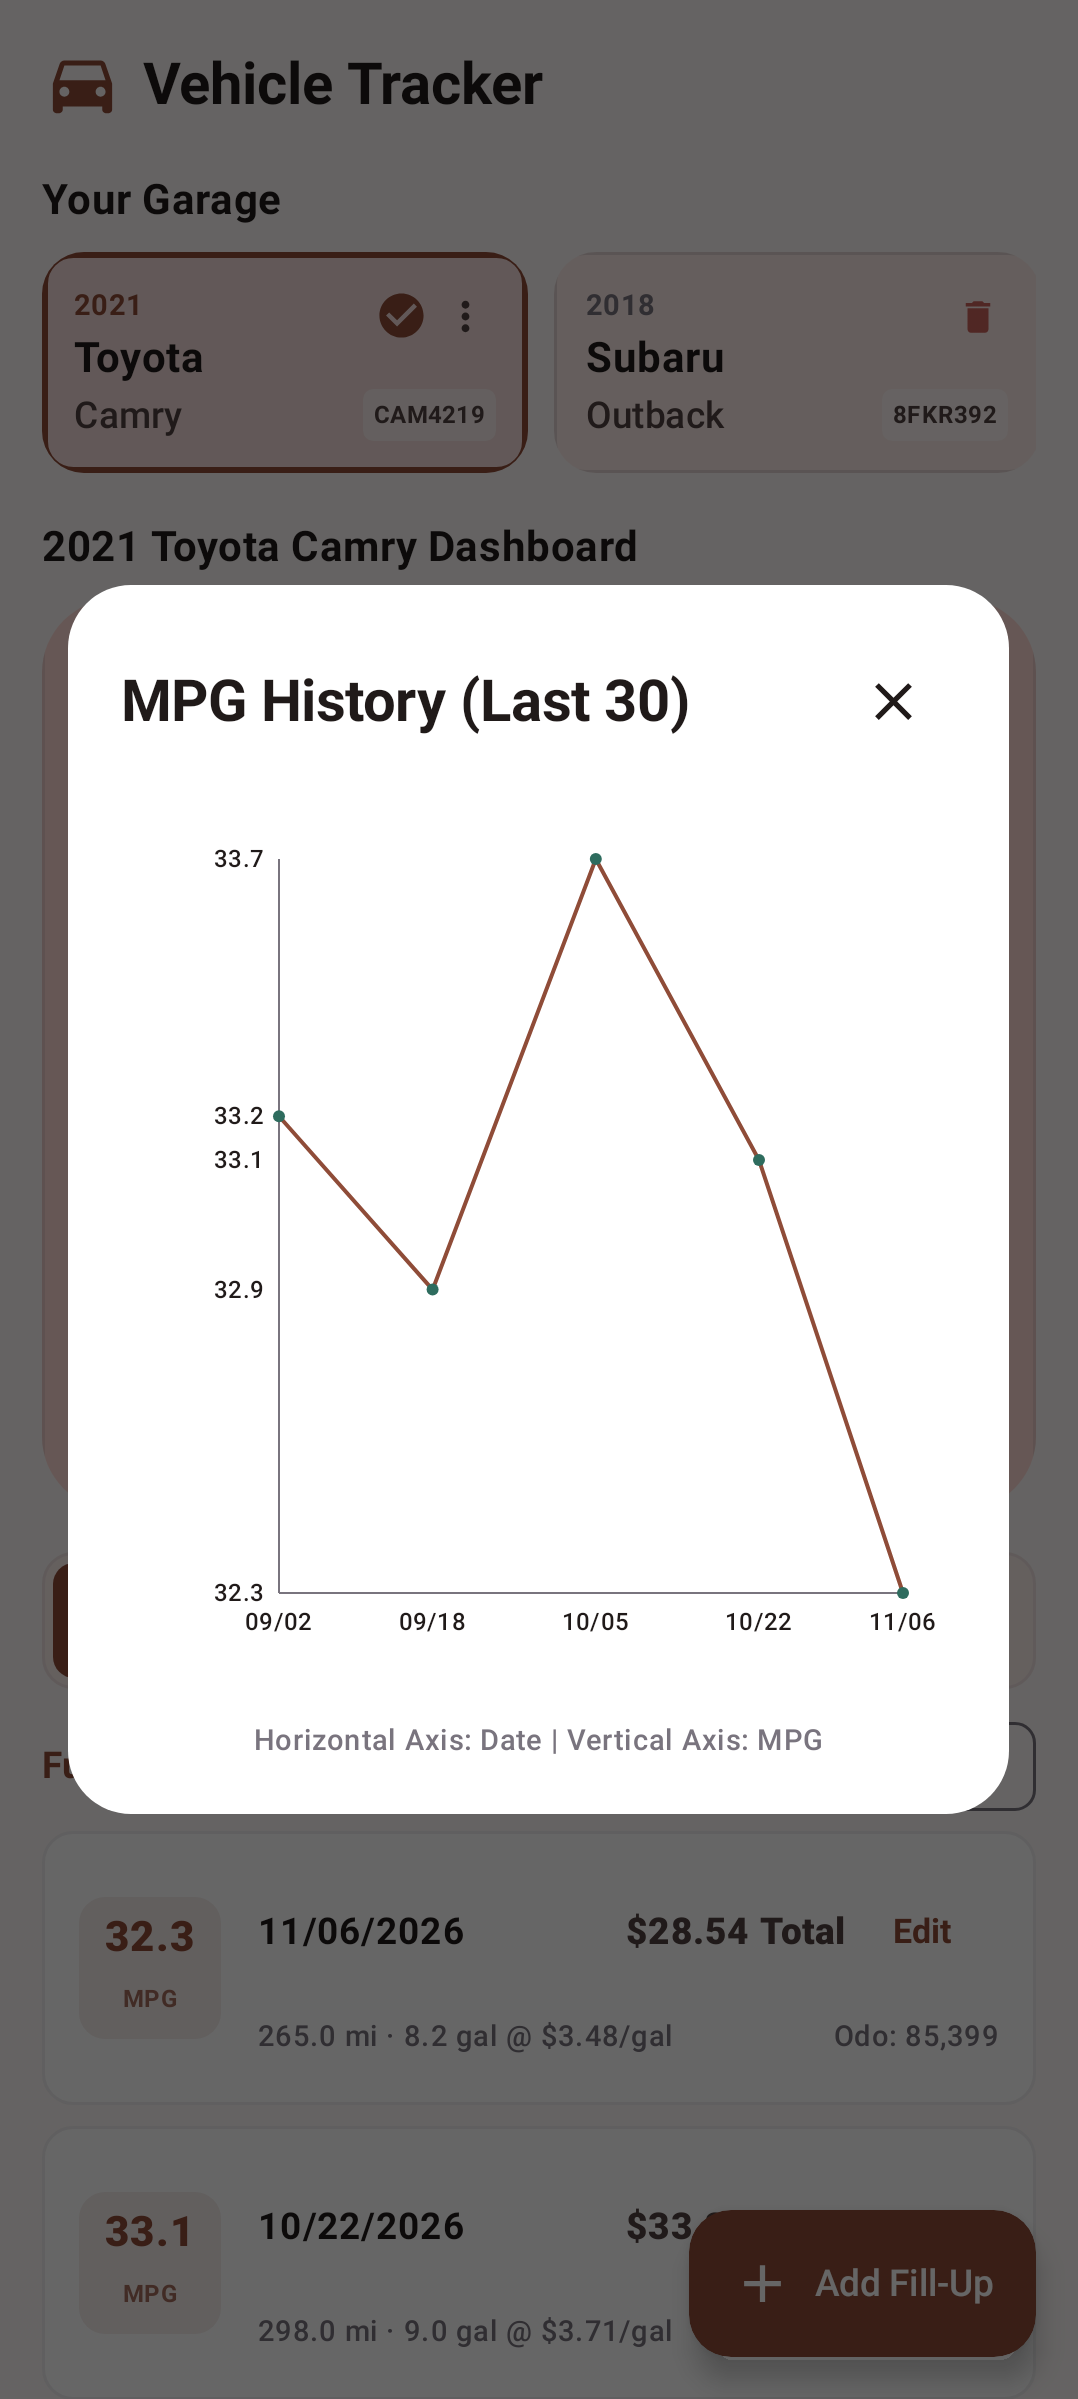 Vehicle Tracker
Your Garage
2021
Toyota
Camry
CAM4219
2018
Subaru
Outback
8FKR392
2021 Toyota Camry Dashboard
MPG History (Last 30)
33.7
33.2
33.1
32.9
32.3
09/02 09/18 10/05 10/22 11/06
Horizontal Axis: Date | Vertical Axis: MPG
32.3
MPG
11/06/2026 $28.54 Total Edit
265.0 mi · 8.2 gal @ $3.48/gal Odo: 85,399
33.1
MPG
10/22/2026 $33.
298.0 mi · 9.0 gal @ $3.71/gal
Add Fill-Up